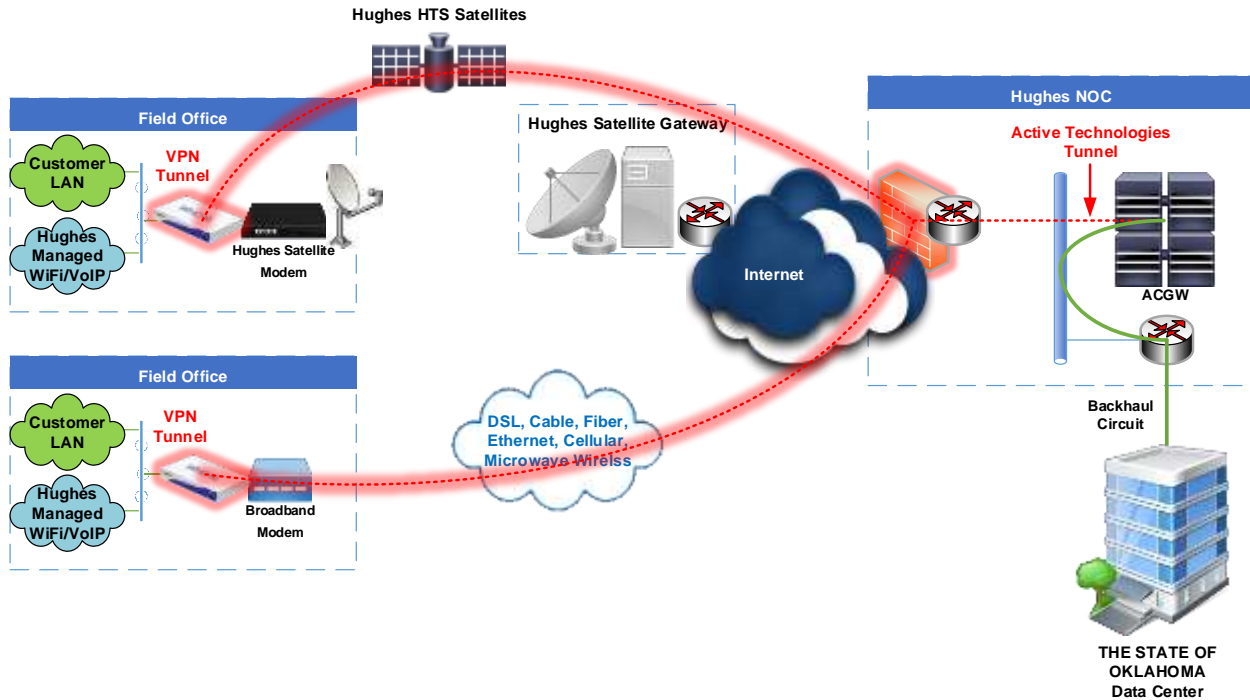 Hughes HTS Satellites
Field Office
Customer
LAN
VPN
Tunnel
Hughes
Managed
WiFi/VoIP
Hughes Satellite
Modem
Hughes Satellite Gateway
Internet
Hughes NOC
Active Technologies
Tunnel
ACGW
Field Office
Customer
LAN
VPN
Tunnel
Hughes
Managed
WiFi/VoIP
Broadband
Modem
DSL, Cable, Fiber,
Ethernet, Cellular,
Microwave Wirelss
Backhaul
Circuit
THE STATE OF
OKLAHOMA
Data Center